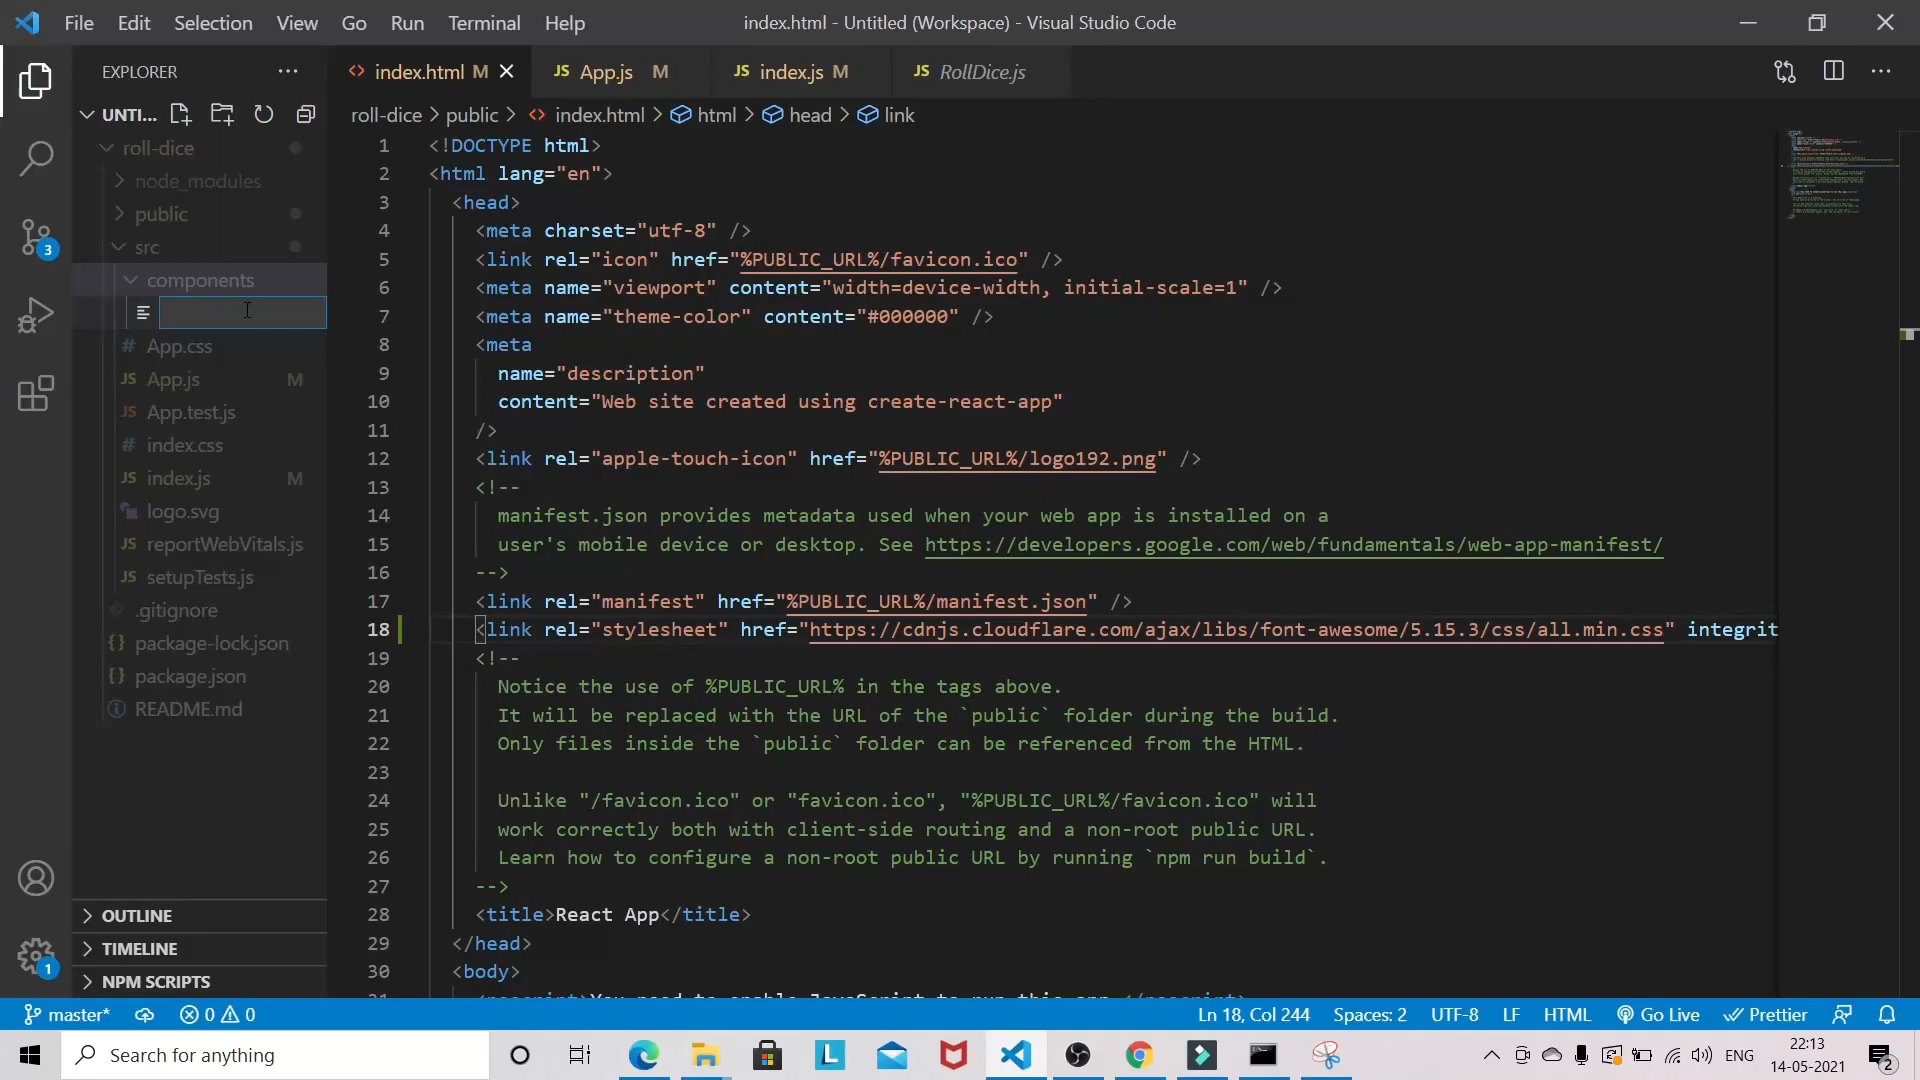 File Edit Selection View Go Run Terminal Help
index.html - Untitled (Workspace) - Visual Studio Code
EXPLORER
index.html M
App.js M
index.js M
RollDice.js
UNTI...
roll-dice > public > index.html > html > head > link
roll-dice
node_modules
public
src
components
App.css
App.js M
App.test.js
index.css
index.js M
logo.svg
reportWebVitals.js
setupTests.js
.gitignore
package-lock.json
package.json
README.md
OUTLINE
TIMELINE
NPM SCRIPTS
3
1
1 <!DOCTYPE html>
2 <html lang="en">
3 <head>
4 <meta charset="utf-8" />
5 <link rel="icon" href="%PUBLIC_URL%/favicon.ico" />
6 <meta name="viewport" content="width=device-width, initial-scale=1" />
7 <meta name="theme-color" content="#000000" />
8 <meta
9 name="description"
10 content="Web site created using create-react-app"
11 />
12 <link rel="apple-touch-icon" href="%PUBLIC_URL%/logo192.png" />
13 <!--
14 manifest.json provides metadata used when your web app is installed on a
15 user's mobile device or desktop. See https://developers.google.com/web/fundamentals/web-app-manifest/
16 -->
17 <link rel="manifest" href="%PUBLIC_URL%/manifest.json" />
18 <link rel="stylesheet" href="https://cdnjs.cloudflare.com/ajax/libs/font-awesome/5.15.3/css/all.min.css" integrit
19 <!--
20 Notice the use of %PUBLIC_URL% in the tags above.
21 It will be replaced with the URL of the `public` folder during the build.
22 Only files inside the `public` folder can be referenced from the HTML.
23
24 Unlike "/favicon.ico" or "favicon.ico", "%PUBLIC_URL%/favicon.ico" will
25 work correctly both with client-side routing and a non-root public URL.
26 Learn how to configure a non-root public URL by running `npm run build`.
27 -->
28 <title>React App</title>
29 </head>
30 <body>
master* 0 0
Ln 18, Col 244 Spaces: 2 UTF-8 LF HTML Go Live Prettier
Search for anything
ENG
22:13
14-05-2021
2